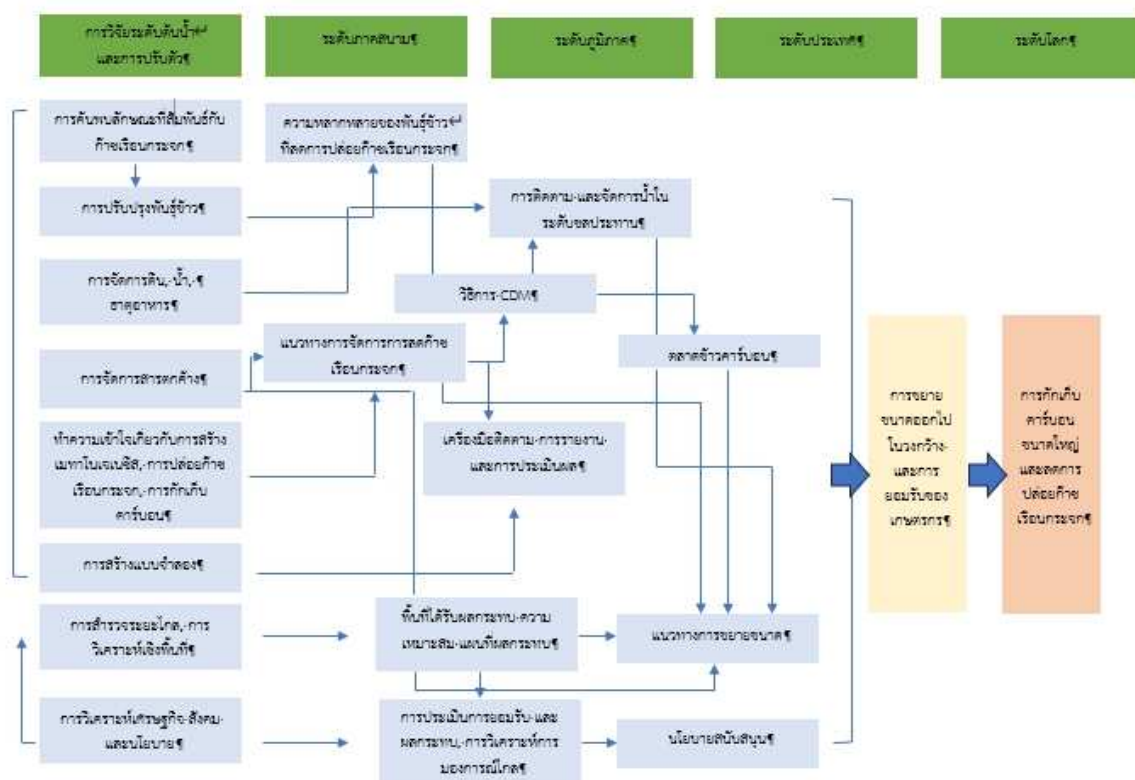 การวิจัยระดับต้นน้ำ↵
และการปรับตัว¶
ระดับภาคสนาม¶
ระดับภูมิภาค¶
ระดับประเทศ¶
ระดับโลก¶
การค้นพบลักษณะที่สัมพันธ์กับ
ก๊าซเรือนกระจก¶
ความหลากหลายของพันธุ์ข้าว↵
ที่ลดการปล่อยก๊าซเรือนกระจก¶
การปรับปรุงพันธุ์ข้าว¶
การติดตาม·และจัดการน้ำใน
ระดับชลประทาน¶
การจัดการดิน,·น้ำ,·¶
ธาตุอาหาร¶
วิธีการ·CDM¶
แนวทางการจัดการการลดก๊าซ
เรือนกระจก¶
ตลาดข้าวคาร์บอน¶
การจัดการสารตกค้าง¶
ทำความเข้าใจเกี่ยวกับการสร้าง
เมทาโนเจเนซิส,·การปล่อยก๊าซ
เรือนกระจก,·การกักเก็บ
คาร์บอน¶
เครื่องมือติดตาม·การรายงาน·
และการประเมินผล¶
การสร้างแบบจำลอง¶
การสำรวจระยะไกล,·การ
วิเคราะห์เชิงพื้นที่¶
พื้นที่ได้รับผลกระทบ·ความ
เหมาะสม·แผนที่ผลกระทบ¶
แนวทางการขยายขนาด¶
การวิเคราะห์เศรษฐกิจ·สังคม·
และนโยบาย¶
การประเมินการยอมรับ·และ
ผลกระทบ,·การวิเคราะห์การ
มองการณ์ไกล¶
นโยบายสนับสนุน¶
การขยาย
ขนาดออกไป
ในวงกว้าง·
และการ
ยอมรับของ
เกษตรกร¶
การกักเก็บ
คาร์บอน
ขนาดใหญ่
และลดการ
ปล่อยก๊าซ
เรือนกระจก¶